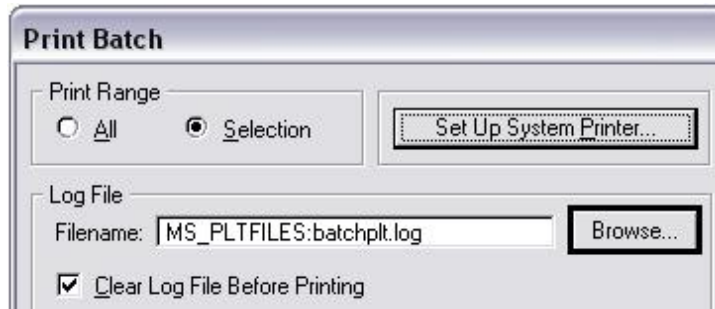 Print Batch
Print Range
All Selection Set Up System Printer...
Log File
Filename: MS_PLTFILES:batchplt.log Browse...
Clear Log File Before Printing